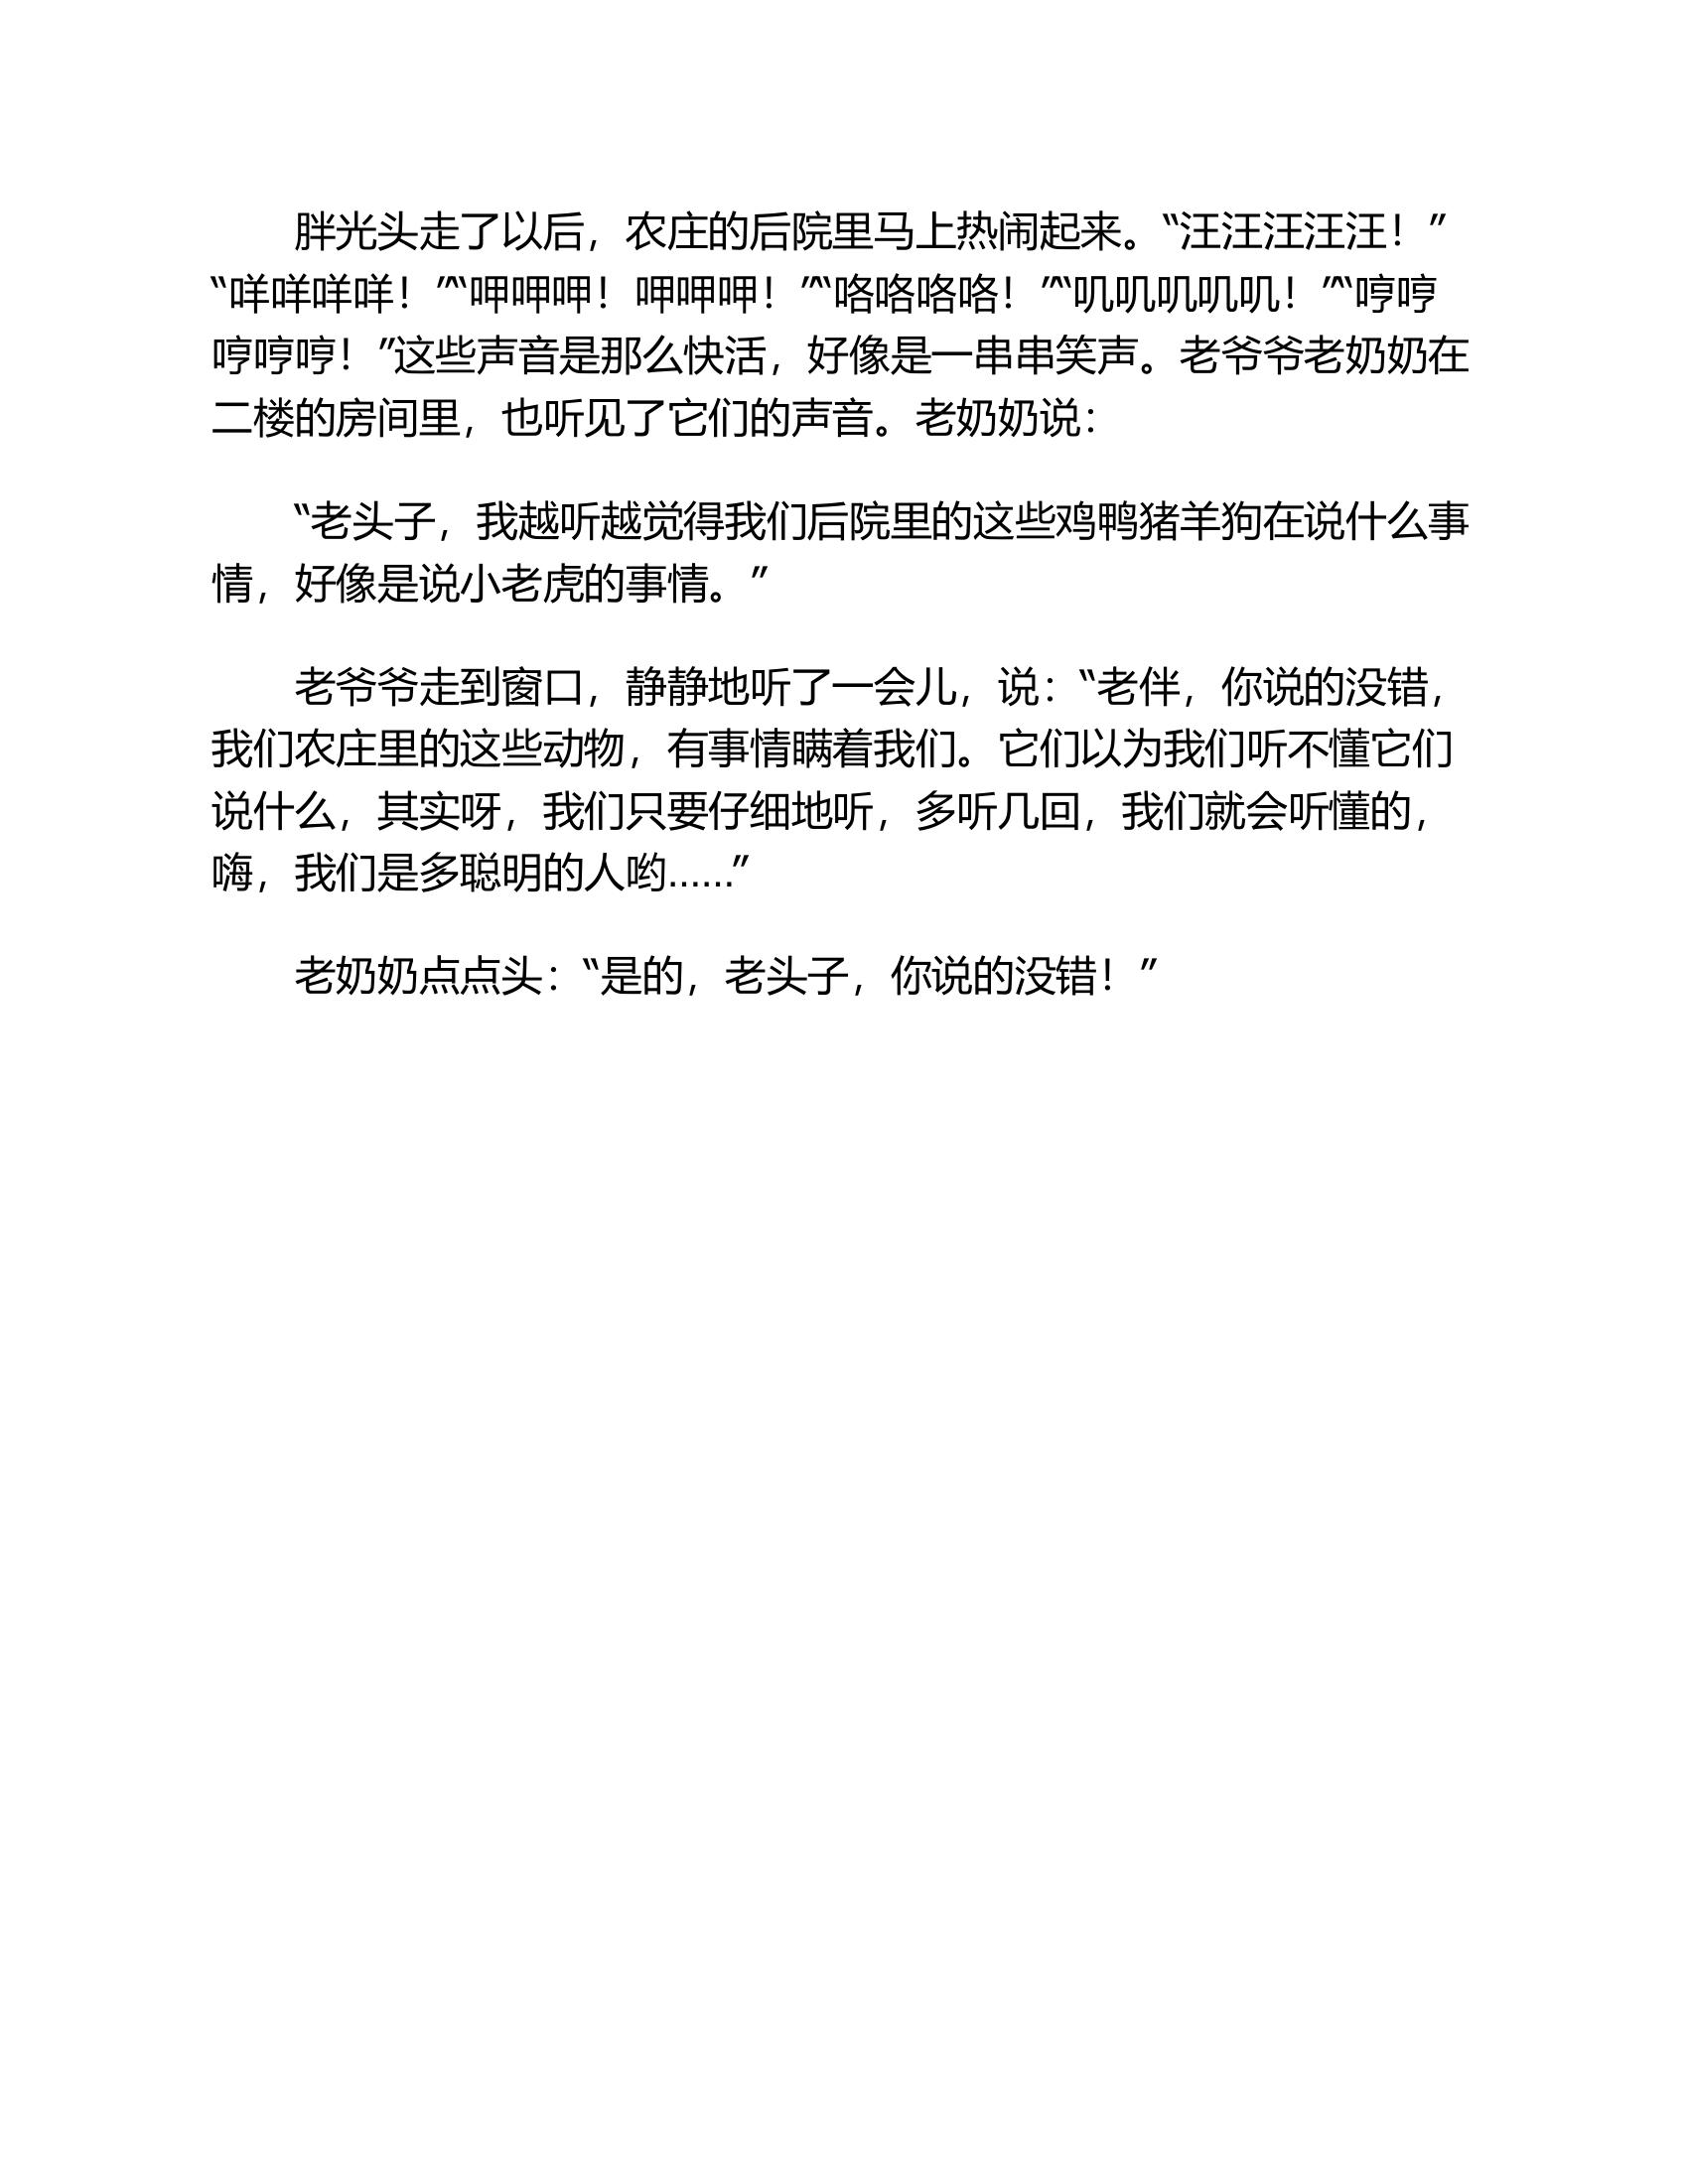 胖光头走了以后，农庄的后院里马上热闹起来。“汪汪汪汪汪！”
“咩咩咩咩！”“呷呷呷！呷呷呷！”“咯咯咯咯！”“叽叽叽叽叽！”“哼哼
哼哼哼！”这些声音是那么快活，好像是一串串笑声。老爷爷老奶奶在
二楼的房间里，也听见了它们的声音。老奶奶说：
“老头子，我越听越觉得我们后院里的这些鸡鸭猪羊狗在说什么事
情，好像是说小老虎的事情。”
老爷爷走到窗口，静静地听了一会儿，说：“老伴，你说的没错，
我们农庄里的这些动物，有事情瞒着我们。它们以为我们听不懂它们
说什么，其实呀，我们只要仔细地听，多听几回，我们就会听懂的，
嗨，我们是多聪明的人哟……”
老奶奶点点头：“是的，老头子，你说的没错！”